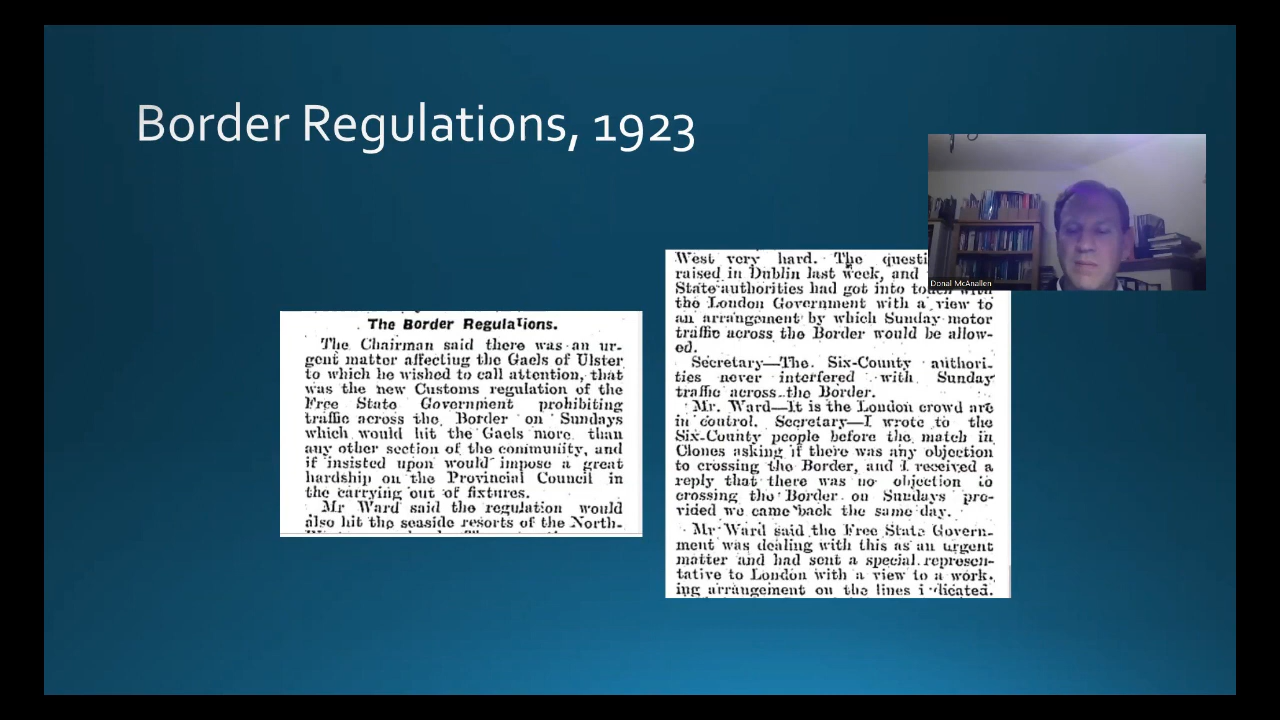 Border Regulations, 1923
The Border Regulations.
The Chairman said there was an ur-
gent matter affecting the Gaels of Ulster
to which he wished to call attention, that
was the new Customs regulation of the
Free State Government prohibiting
traffic across the Border on Sundays
which would hit the Gaels more than
any other section of the community, and
if insisted upon would impose a great
hardship on the Provincial Council in
the carrying out of fixtures.
Mr Ward said the regulation would
also hit the seaside resorts of the North-
West very hard. The questi
raised in Dublin last week, and
State authorities had got into touch with
the London Government with a view to
an arrangement by which Sunday motor
traffic across the Border would be allow-
ed.
Secretary—The Six-County authori-
ties never interfered with Sunday
traffic across the Border.
Mr. Ward—It is the London crowd are
in control. Secretary—I wrote to the
Six-County people before the match in
Clones asking if there was any objection
to crossing the Border, and I received a
reply that there was no objection to
crossing the Border on Sundays pro-
vided we came back the same day.
Mr Ward said the Free State Govern-
ment was dealing with this as an urgent
matter and had sent a special represen-
tative to London with a view to a work-
ing arrangement on the lines i dicated.
Donal McAnallen